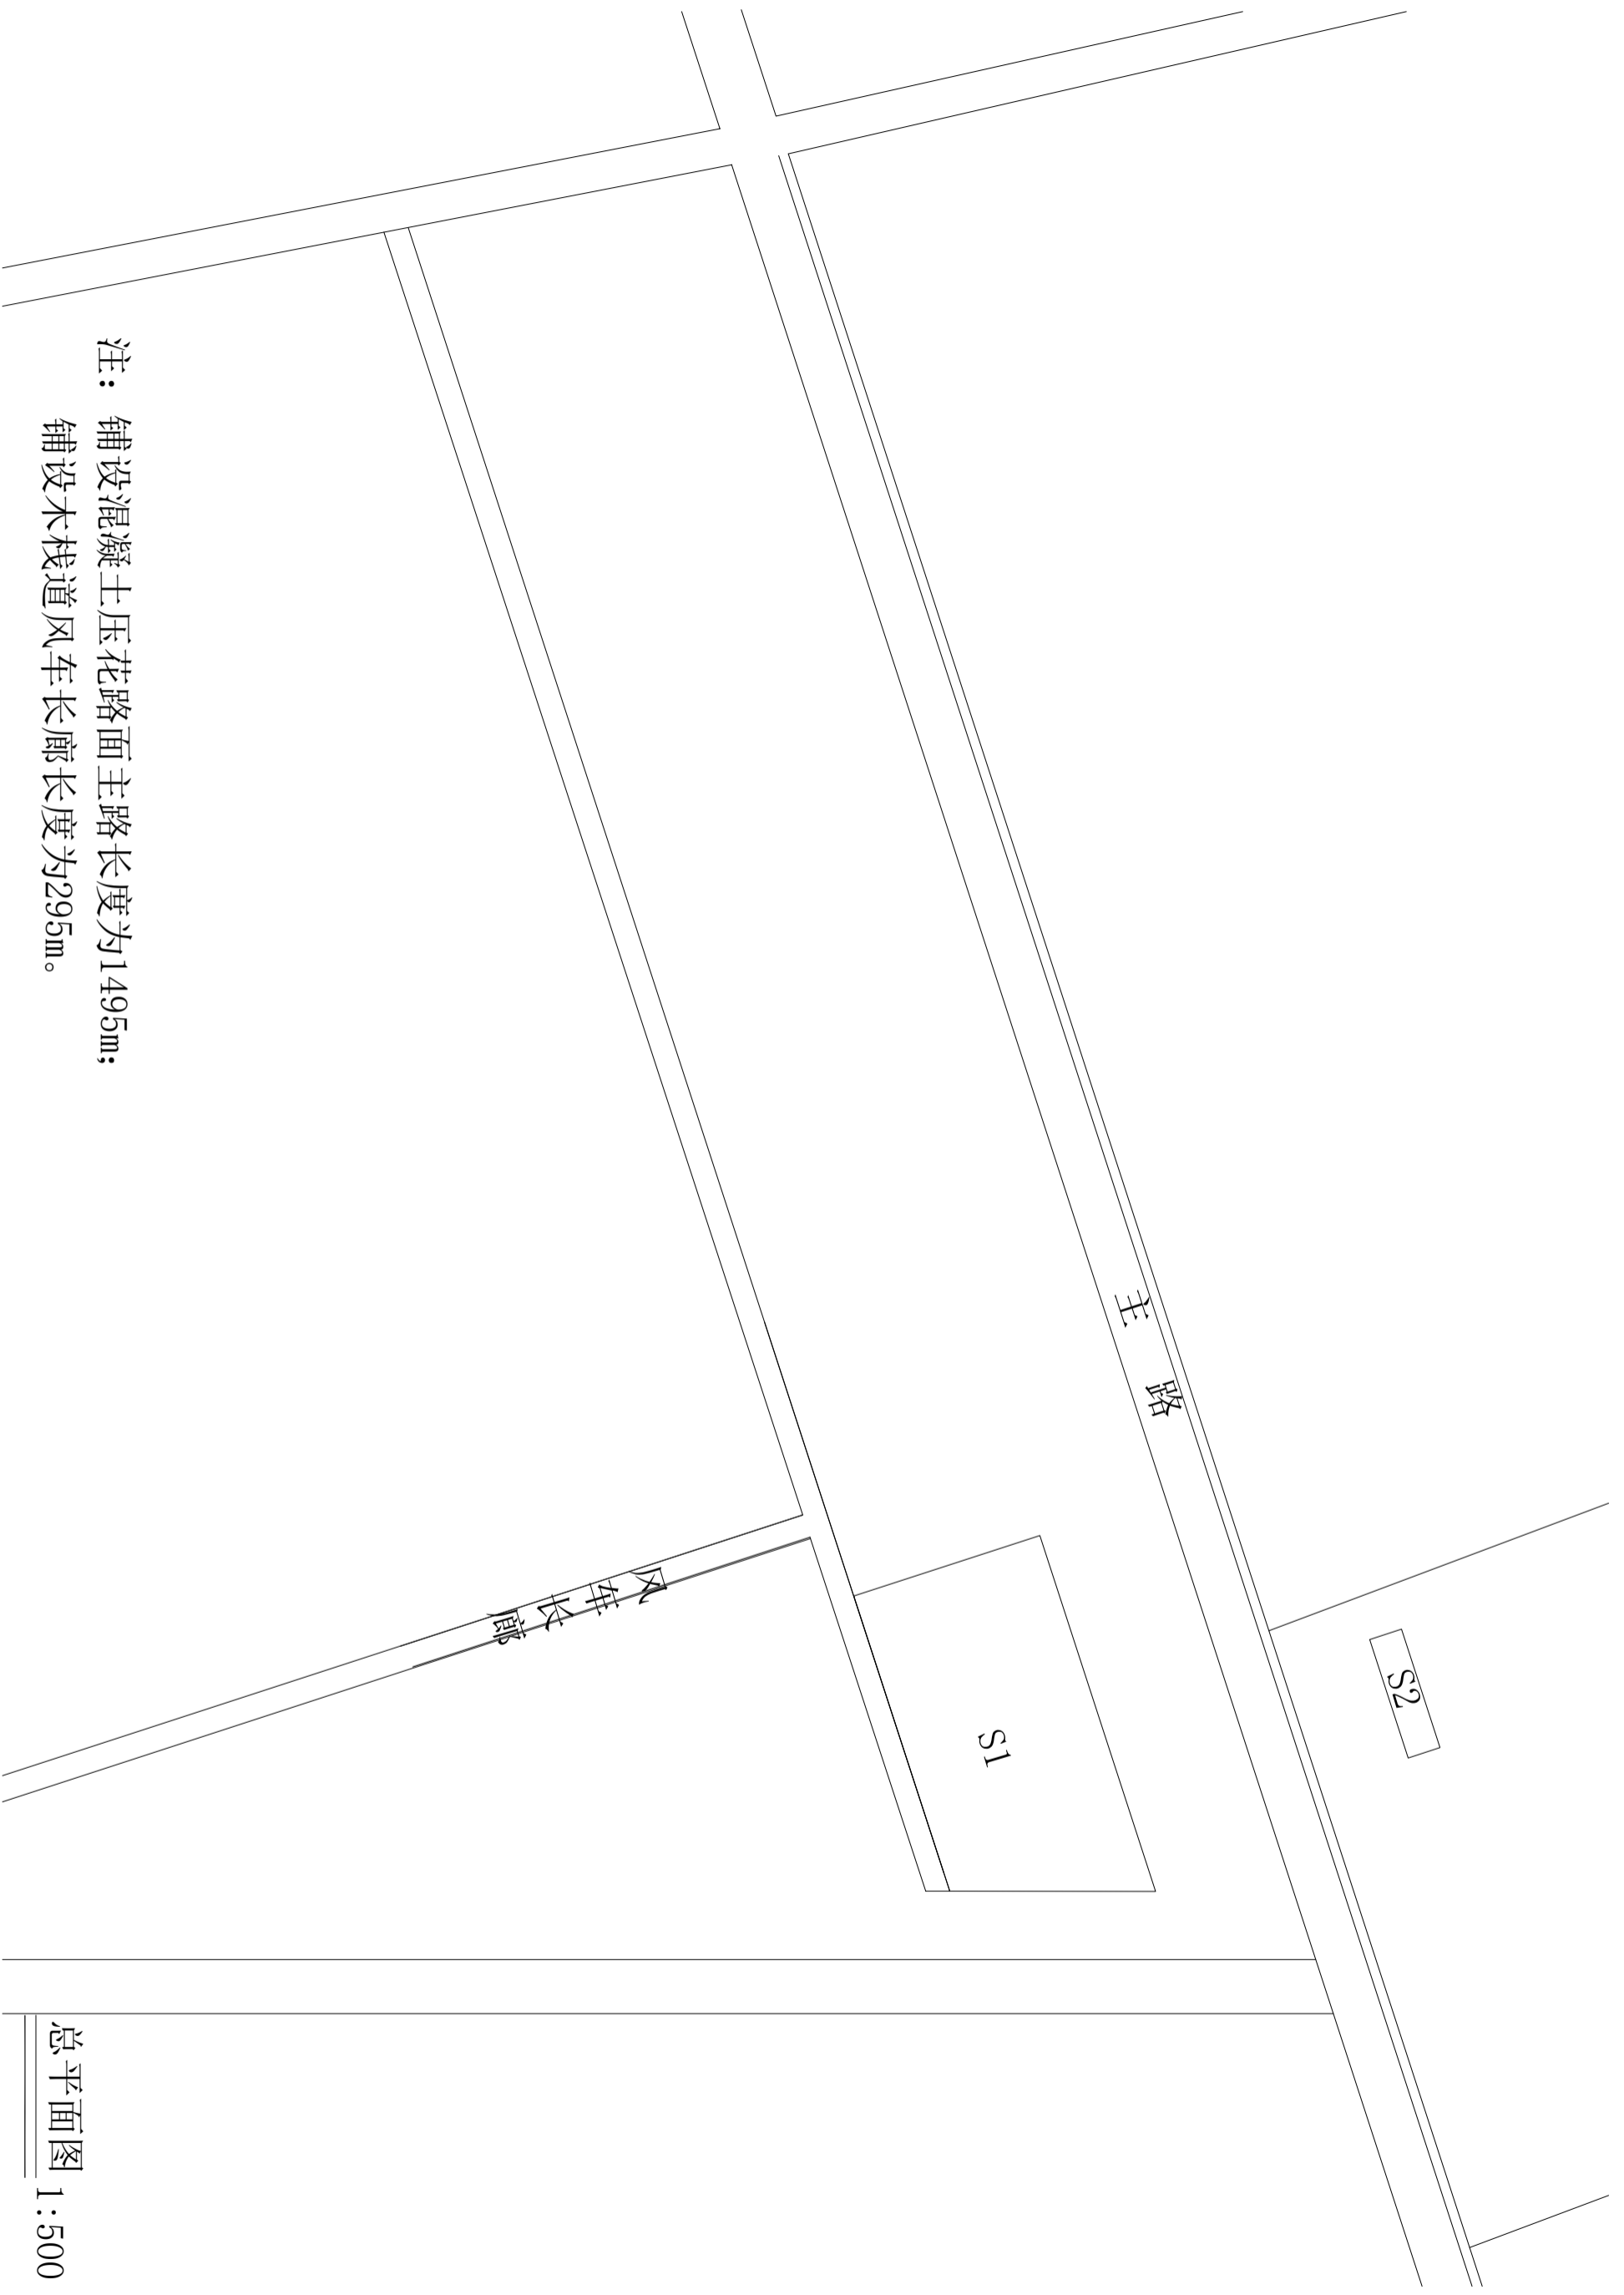 主路
S2
S1
风车长廊
注：铺设混凝土压花路面主路长度为1495m;
铺设木栈道风车长廊长度为295m。
总平面图 1:500